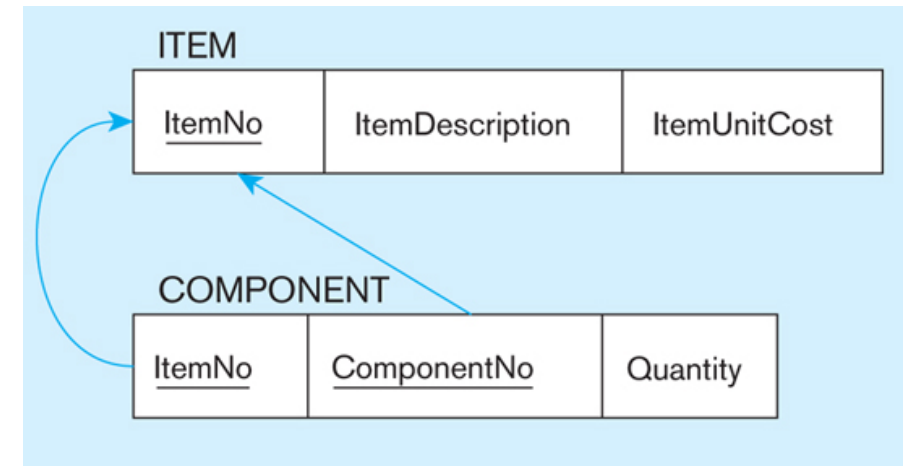 ITEM
ItemNo ItemDescription ItemUnitCost
COMPONENT
ItemNo ComponentNo Quantity